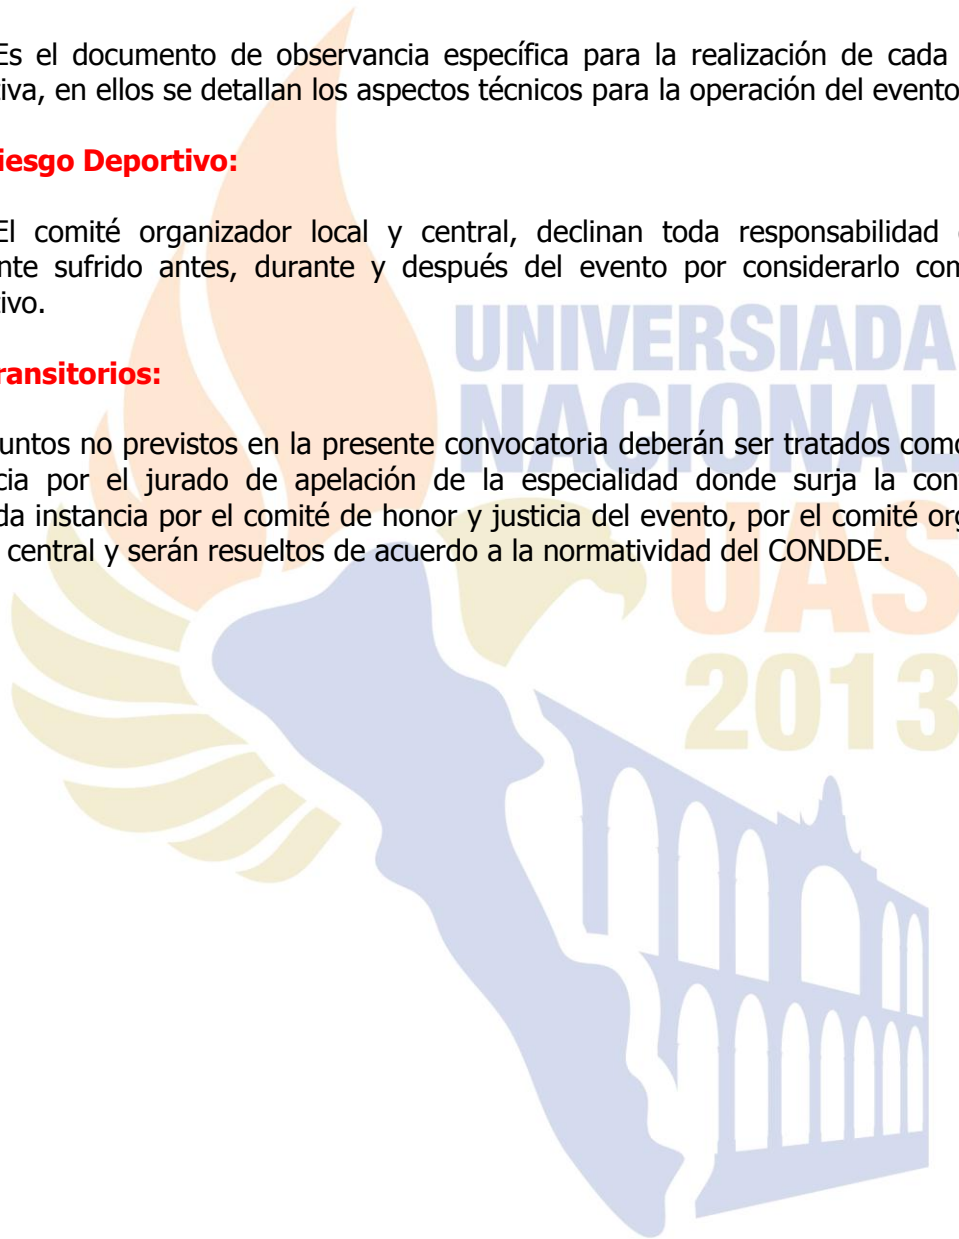 Es el documento de observancia específica para la realización de cada
tiva, en ellos se detallan los aspectos técnicos para la operación del evento
iesgo Deportivo:
El comité organizador local y central, declinan toda responsabilidad
nte sufrido antes, durante y después del evento por considerarlo com
tivo.
ransitorios:
untos no previstos en la presente convocatoria deberán ser tratados como
cia por el jurado de apelación de la especialidad donde surja la con
da instancia por el comité de honor y justicia del evento, por el comité org
central y serán resueltos de acuerdo a la normatividad del CONDDE.
UNIVERSIADA
NACIONAL
UAS
2013